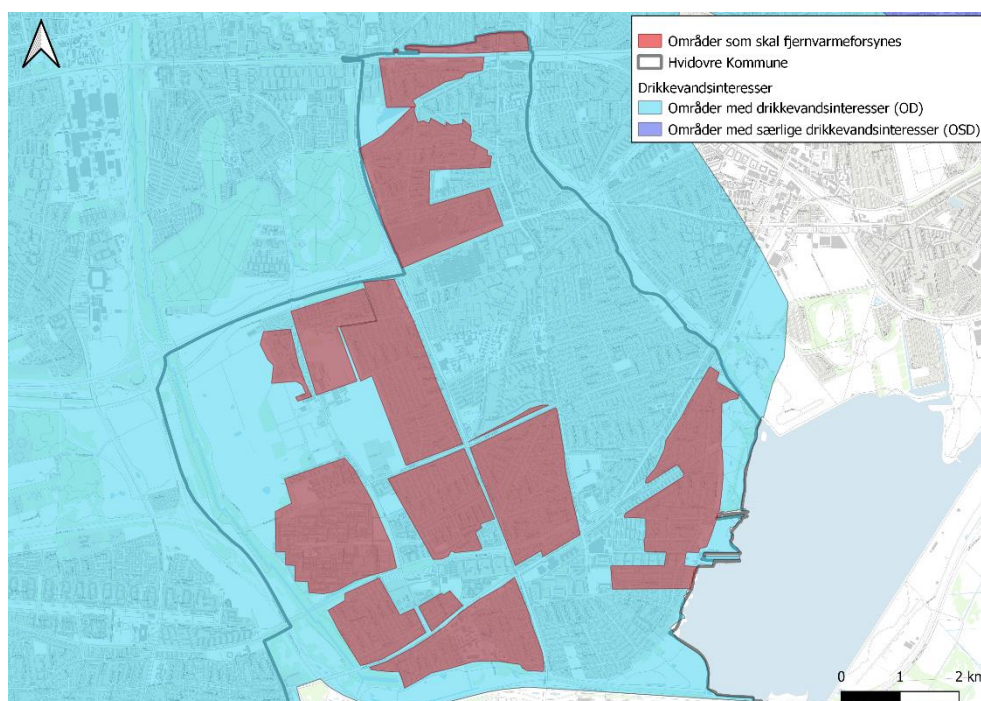 Områder som skal fjernvarmeforsynes
Hvidovre Kommune
Drikkevandsinteresser
Områder med drikkevandsinteresser (OD)
Områder med særlige drikkevandsinteresser (OSD)
0 1 2 km